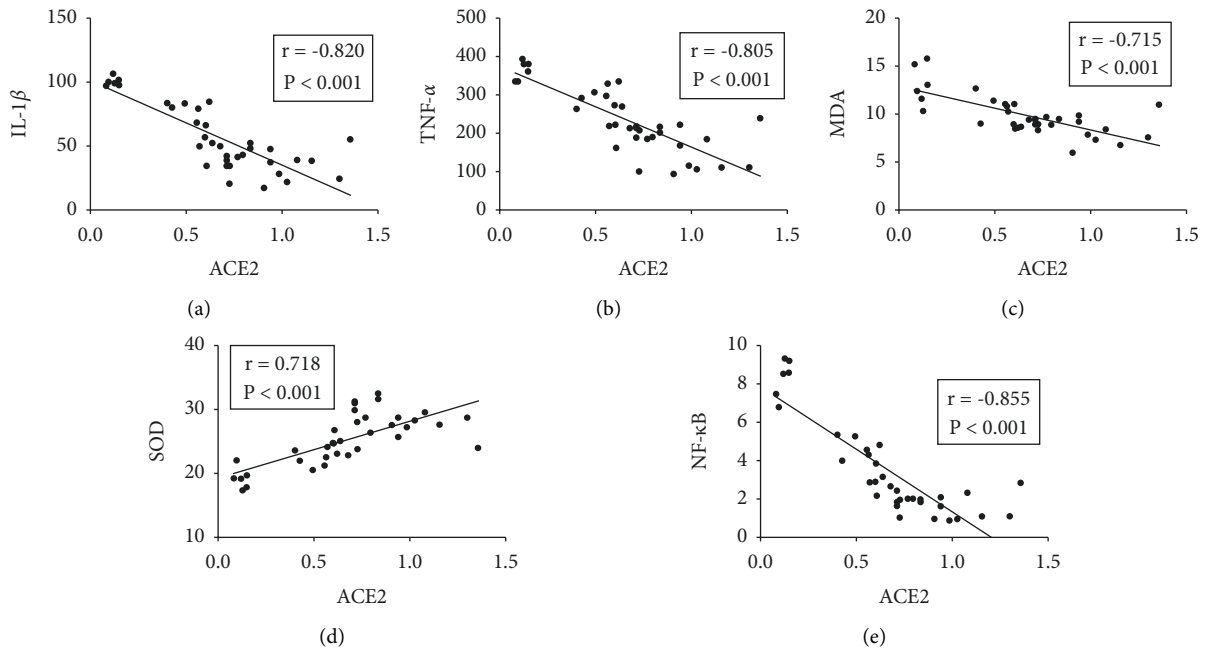 150
100
50
0
IL-1β
r = -0.820
P < 0.001
0.0 0.5 1.0 1.5
ACE2
(a)
500
400
300
200
100
0
TNF-α
r = -0.805
P < 0.001
0.0 0.5 1.0 1.5
ACE2
(b)
20
15
10
5
0
MDA
r = -0.715
P < 0.001
0.0 0.5 1.0 1.5
ACE2
(c)
40
30
20
10
SOD
r = 0.718
P < 0.001
0.0 0.5 1.0 1.5
ACE2
(d)
10
8
6
4
2
0
NF-κB
r = -0.855
P < 0.001
0.0 0.5 1.0 1.5
ACE2
(e)